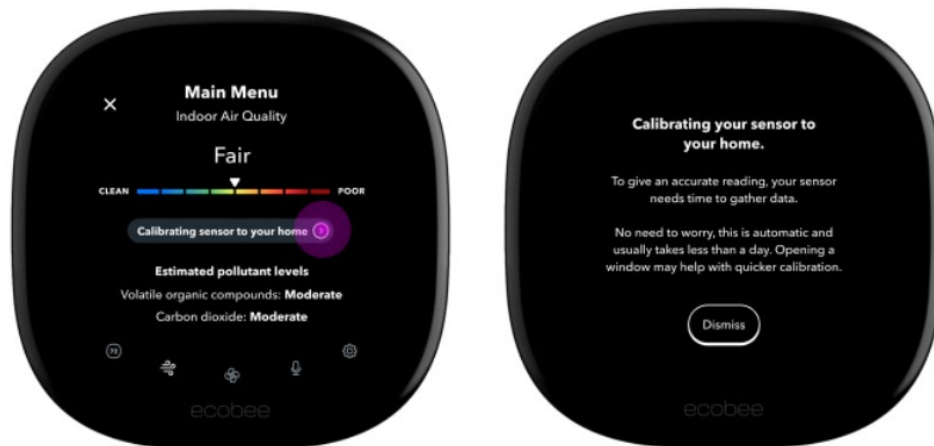 Main Menu
Indoor Air Quality
Fair
CLEAN
POOR
Calibrating sensor to your home
Estimated pollutant levels
Volatile organic compounds: Moderate
Carbon dioxide: Moderate
73
ecobee
Calibrating your sensor to
your home.
To give an accurate reading, your sensor
needs time to gather data.
No need to worry, this is automatic and
usually takes less than a day. Opening a
window may help with quicker calibration.
Dismiss
ecobee